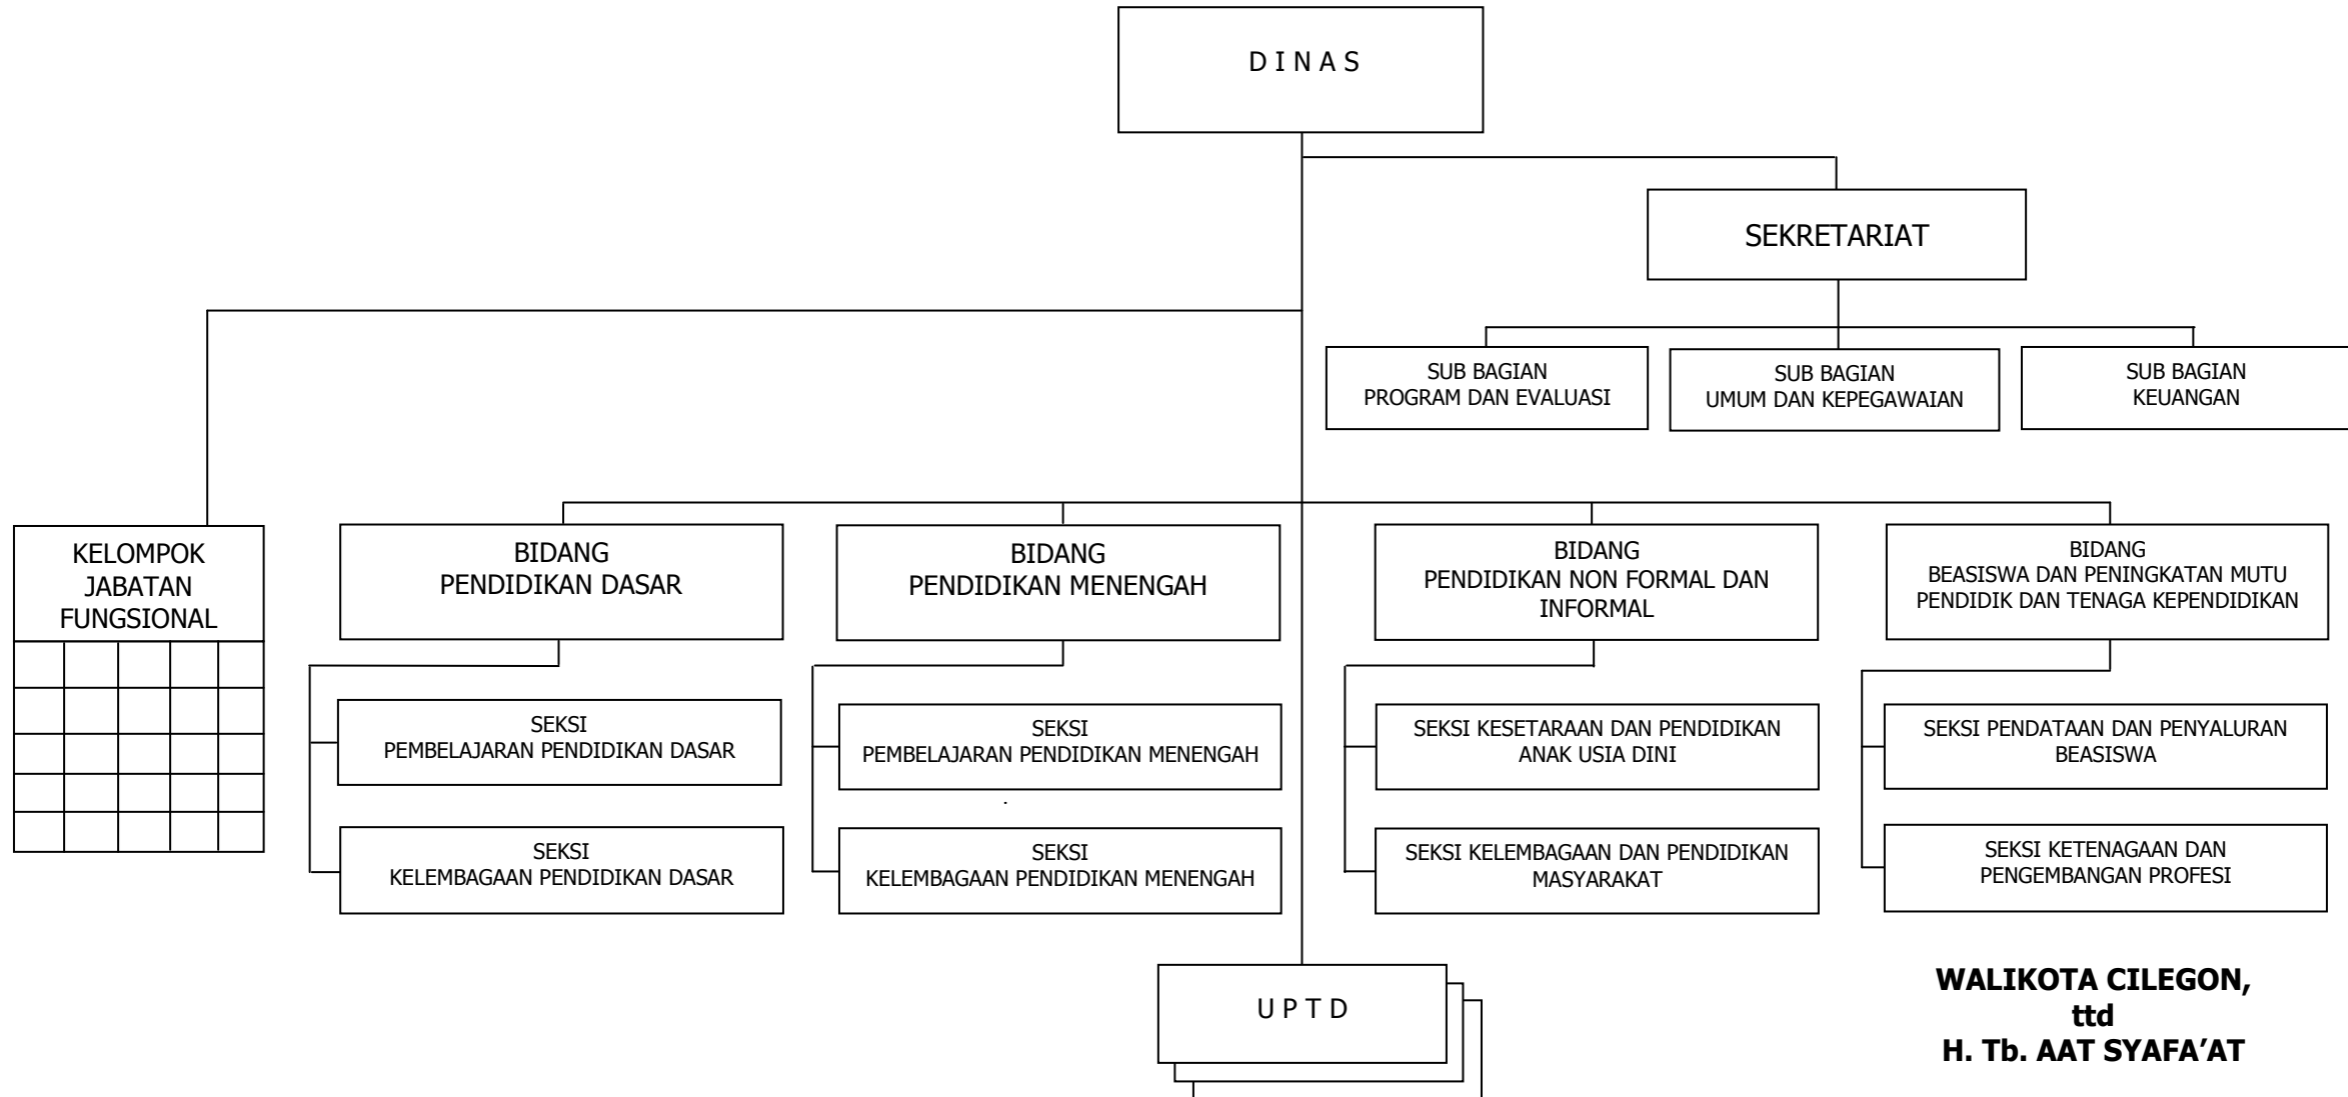 D I N A S
SEKRETARIAT
SUB BAGIAN
PROGRAM DAN EVALUASI
SUB BAGIAN
UMUM DAN KEPEGAWAIAN
SUB BAGIAN
KEUANGAN
KELOMPOK
JABATAN
FUNGSIONAL
BIDANG
PENDIDIKAN DASAR
BIDANG
PENDIDIKAN MENENGAH
BIDANG
PENDIDIKAN NON FORMAL DAN
INFORMAL
BIDANG
BEASISWA DAN PENINGKATAN MUTU
PENDIDIK DAN TENAGA KEPENDIDIKAN
SEKSI
PEMBELAJARAN PENDIDIKAN DASAR
SEKSI
PEMBELAJARAN PENDIDIKAN MENENGAH
SEKSI KESETARAAN DAN PENDIDIKAN
ANAK USIA DINI
SEKSI PENDATAAN DAN PENYALURAN
BEASISWA
SEKSI
KELEMBAGAAN PENDIDIKAN DASAR
SEKSI
KELEMBAGAAN PENDIDIKAN MENENGAH
SEKSI KELEMBAGAAN DAN PENDIDIKAN
MASYARAKAT
SEKSI KETENAGAAN DAN
PENGEMBANGAN PROFESI
U P T D
WALIKOTA CILEGON,
ttd
H. Tb. AAT SYAFA’AT